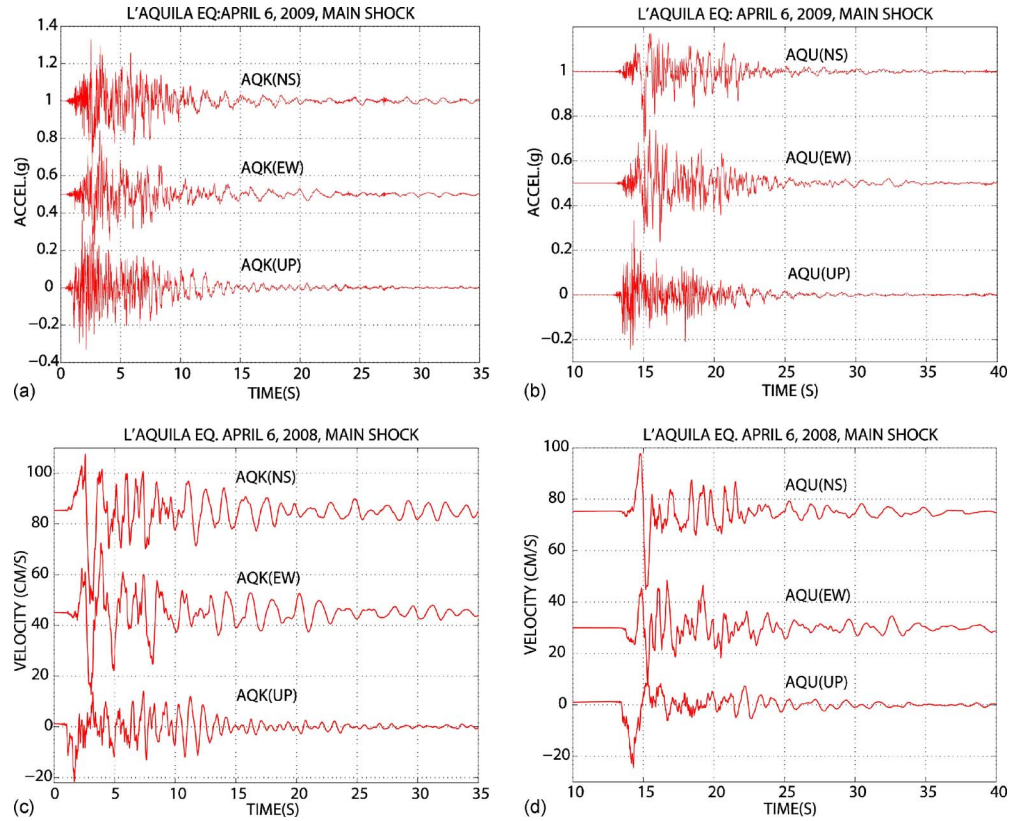 L'AQUILA EQ:APRIL 6, 2009, MAIN SHOCK
1.4
1.2
AQK(NS)
1
0.8
0.6
AQK(EW)
ACCEL.(g)
0.4
0.2
AQK(UP)
0
−0.2
−0.4
0 5 10 15 20 25 30 35
(a)
TIME(S)
L'AQUILA EQ: APRIL 6, 2009, MAIN SHOCK
AQU(NS)
1
0.8
0.6
AQU(EW)
ACCEL.(g)
0.4
0.2
AQU(UP)
0
0.2
10 15 20 25 30 35 40
(b)
TIME (S)
L'AQUILA EQ. APRIL 6, 2008, MAIN SHOCK
100
AQK(NS)
80
60
AQK(EW)
VELOCITY (CM/S)
40
20
AQK(UP)
0
−20
0 5 10 15 20 25 30 35
(c)
TIME(S)
L'AQUILA EQ. APRIL 6, 2008, MAIN SHOCK
100
AQU(NS)
80
60
VELOCITY (CM/S)
40
AQU(EW)
20
AQU(UP)
0
−20
10 15 20 25 30 35 40
(d)
TIME(S)